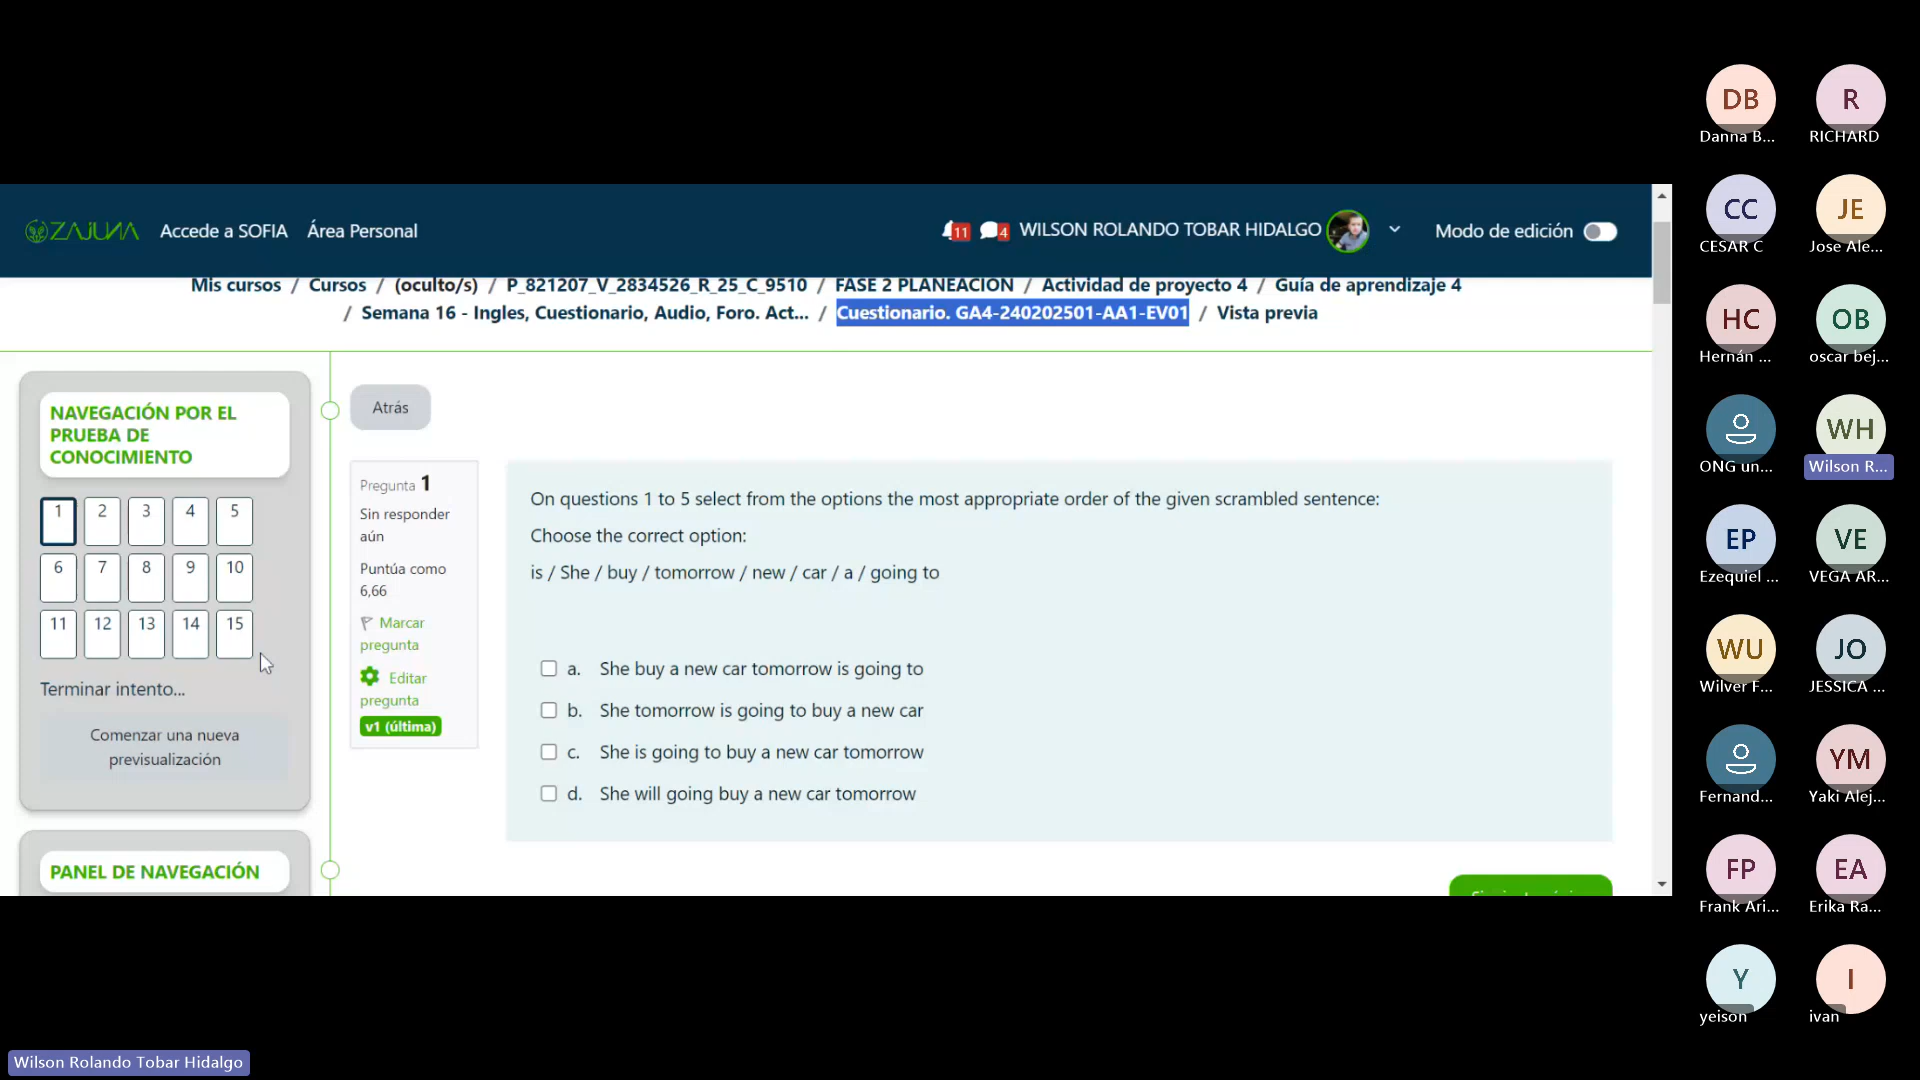 ZAJUNA Accede a SOFIA Área Personal
11 4 WILSON ROLANDO TOBAR HIDALGO Modo de edición
Mis cursos / Cursos / (oculto/s) / P_821207_V_2834526_R_25_C_9510 / FASE 2 PLANEACIÓN / Actividad de proyecto 4 / Guía de aprendizaje 4
/ Semana 16 - Ingles, Cuestionario, Audio, Foro. Act... / Cuestionario. GA4-240202501-AA1-EV01 / Vista previa
NAVEGACIÓN POR EL
PRUEBA DE
CONOCIMIENTO
1 2 3 4 5
6 7 8 9 10
11 12 13 14 15
Terminar intento...
Comenzar una nueva
previsualización
PANEL DE NAVEGACIÓN
Atrás
Pregunta 1
Sin responder
aún
Puntúa como
6,66
Marcar
pregunta
Editar
pregunta
v1 (última)
On questions 1 to 5 select from the options the most appropriate order of the given scrambled sentence:
Choose the correct option:
is / She / buy / tomorrow / new / car / a / going to
a. She buy a new car tomorrow is going to
b. She tomorrow is going to buy a new car
c. She is going to buy a new car tomorrow
d. She will going buy a new car tomorrow
DB R
Danna B... RICHARD
CC JE
CESAR C Jose Ale...
HC OB
Hernán ... oscar bej...
WH
ONG un... Wilson R...
EP VE
Ezequiel ... VEGA AR...
WU JO
Wilver F... JESSICA ...
YM
Fernand... Yaki Alej...
FP EA
Frank Ari... Erika Ra...
Y I
yeison ivan
Wilson Rolando Tobar Hidalgo